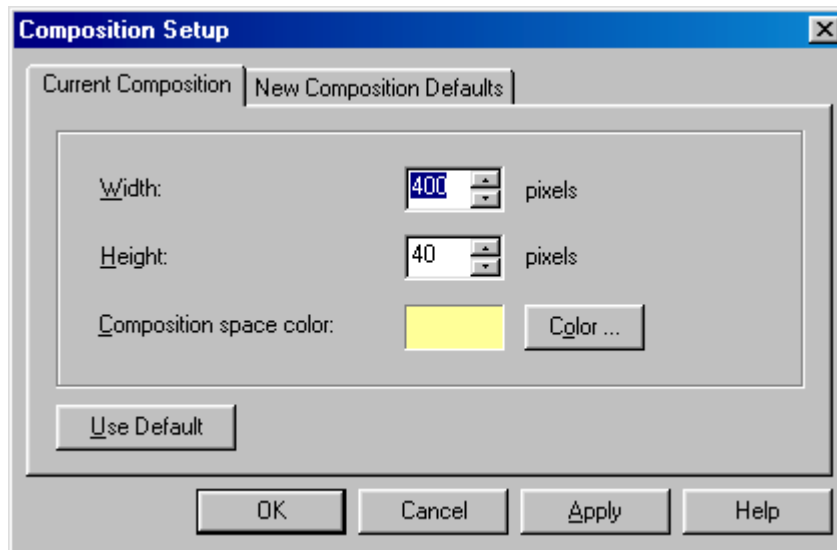 Composition Setup
Current Composition New Composition Defaults
Width: 400 pixels
Height: 40 pixels
Composition space color: Color ...
Use Default
OK Cancel Apply Help